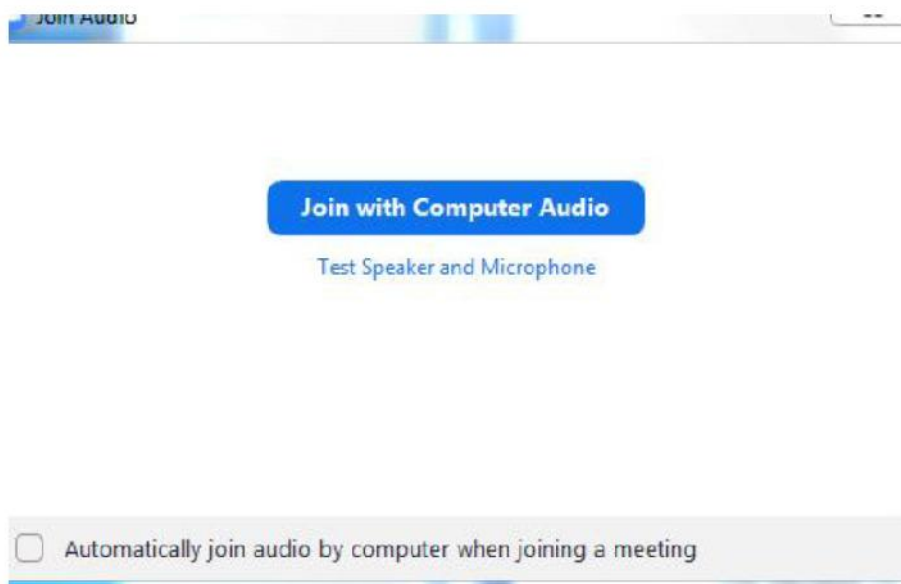 Join Audio
Join with Computer Audio
Test Speaker and Microphone
Automatically join audio by computer when joining a meeting